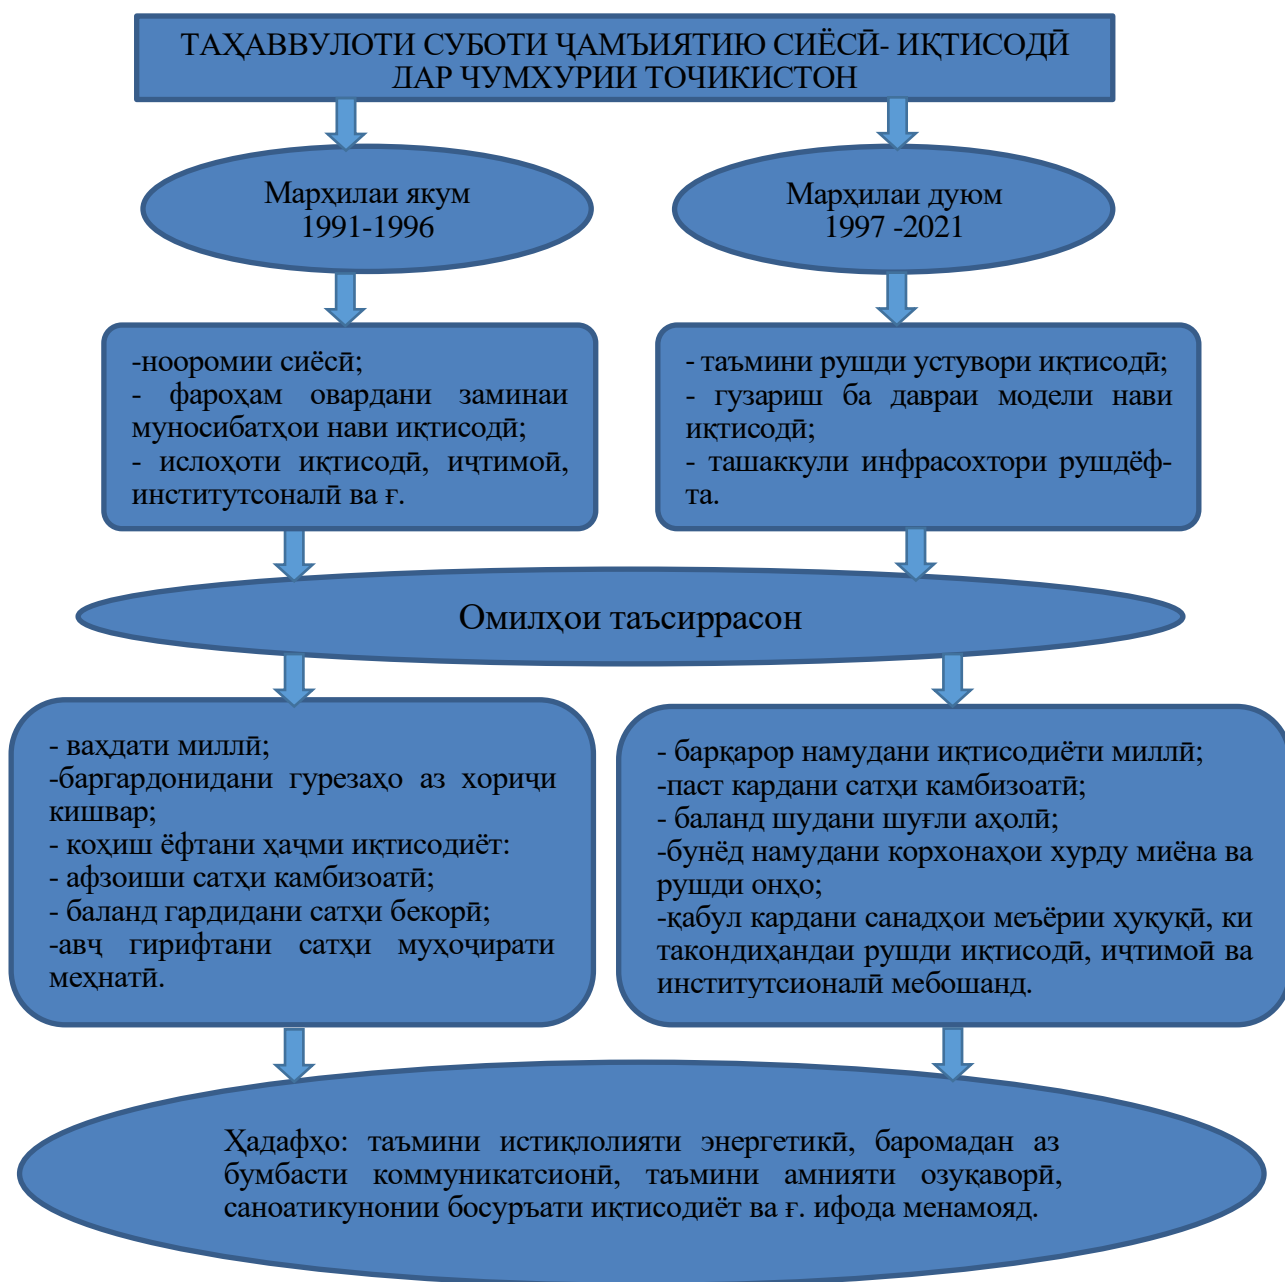 ТАҲАВВУЛОТИ СУБОТИ ҶАМЪИЯТИЮ СИЁСӢ- ИҚТИСОДӢ
ДАР ҶУМХУРИИ ТОҶИКИСТОН
Марҳилаи якум
1991-1996
Марҳилаи дуюм
1997 -2021
-нооромии сиёсӣ;
- фароҳам овардани заминаи
муносибатҳои нави иқтисодӣ;
- ислоҳоти иқтисодӣ, иҷтимоӣ,
институтсоналӣ ва ғ.
- таъмини рушди устувори иқтисодӣ;
- гузариш ба давраи модели нави
иқтисодӣ;
- ташаккули инфрасохтори рушдёф-
та.
Омилҳои таъсиррасон
- ваҳдати миллӣ;
-баргардонидани гурезаҳо аз хориҷи
кишвар;
- коҳиш ёфтани ҳаҷми иқтисодиёт:
- афзоиши сатҳи камбизоатӣ;
- баланд гардидани сатҳи бекорӣ;
-авҷ гирифтани сатҳи муҳоҷирати
меҳнатӣ.
- барқарор намудани иқтисодиёти миллӣ;
-паст кардани сатҳи камбизоатӣ;
- баланд шудани шуғли аҳолӣ;
-бунёд намудани корхонаҳои хурду миёна ва
рушди онҳо;
-қабул кардани санадҳои меъёрии ҳуқуқӣ, ки
такондиҳандаи рушди иқтисодӣ, иҷтимоӣ ва
институтсионалӣ мебошанд.
Ҳадафҳо: таъмини истиқлолияти энергетикӣ, баромадан аз
бумбасти коммуникатсионӣ, таъмини амнияти озуқаворӣ,
саноатикунонии босуръати иқтисодиёт ва ғ. ифода менамояд.